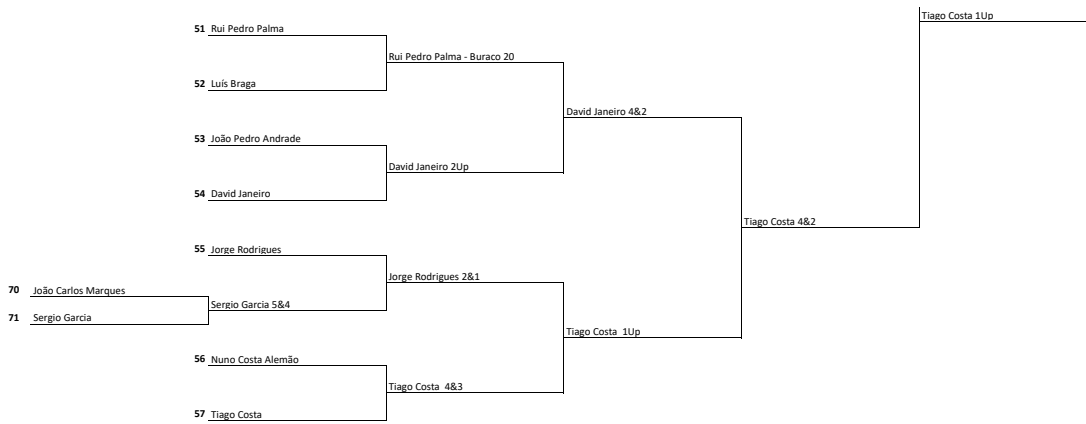 Tiago Costa 1Up
51 Rui Pedro Palma
Rui Pedro Palma - Buraco 20
52 Luís Braga
David Janeiro 4&2
53 João Pedro Andrade
David Janeiro 2Up
54 David Janeiro
Tiago Costa 4&2
55 Jorge Rodrigues
Jorge Rodrigues 2&1
70 João Carlos Marques
Sergio Garcia 5&4
71 Sergio Garcia
Tiago Costa 1Up
56 Nuno Costa Alemão
Tiago Costa 4&3
57 Tiago Costa